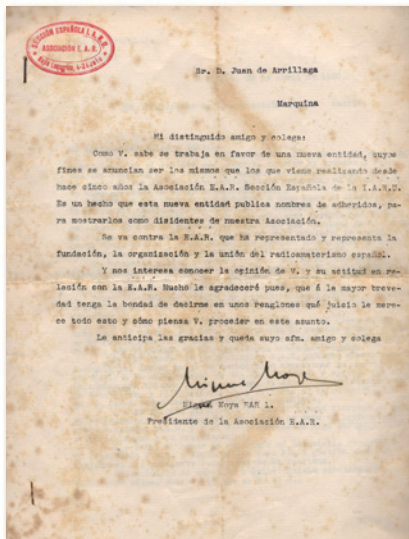 SECCIÓN ESPAÑOLA I. A. R. U.
ASOCIACIÓN E. A. R.
Sr. D. Juan de Arrillaga
Marquina
Mi distinguido amigo y colega:
Como V. sabe se trabaja en favor de una nueva entidad, cuyos
fines se anuncian ser los mismos que los que viene realizando desde
hace cinco años la Asociación E.A.R. Sección Española de la I.A.R.U.
Es un hecho que esta nueva entidad publica nombres de adheridos, pa-
ra mostrarlos como disidentes de nuestra Asociación.
Se va contra la E.A.R. que ha representado y representa la
fundación, la organización y la unión del radioamatorismo español.
Y nos interesa conocer la opinión de V. y su actitud en re-
lación con la E.A.R. Mucho le agradeceré pues, que á la mayor breve-
dad tenga la bondad de decirme en unos renglones qué juicio le mere-
ce todo esto y cómo piensa V. proceder en este asunto.
Le anticipa las gracias y queda suyo afm. amigo y colega
Miguel Moya
Miguel Moya EAR 1.
Presidente de la Asociación E.A.R.